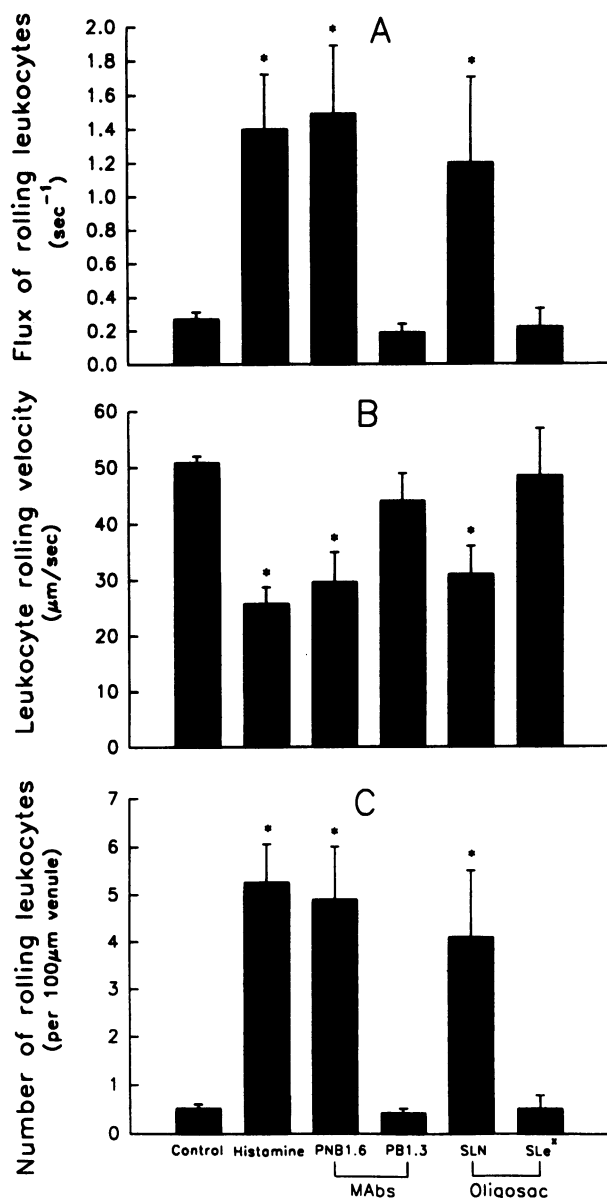 A
Flux of rolling leukocytes
(sec⁻¹)
2.0
1.8
1.6
1.4
1.2
1.0
0.8
0.6
0.4
0.2
0.0
* * *
B
Leukocyte rolling velocity
(μm/sec)
60
50
40
30
20
10
0
* * *
C
Number of rolling leukocytes
(per 100μm venule)
7
6
5
4
3
2
1
0
* * *
Control Histamine PNB1.6 PB1.3 SLN SLeˣ
MAbs Oligosac